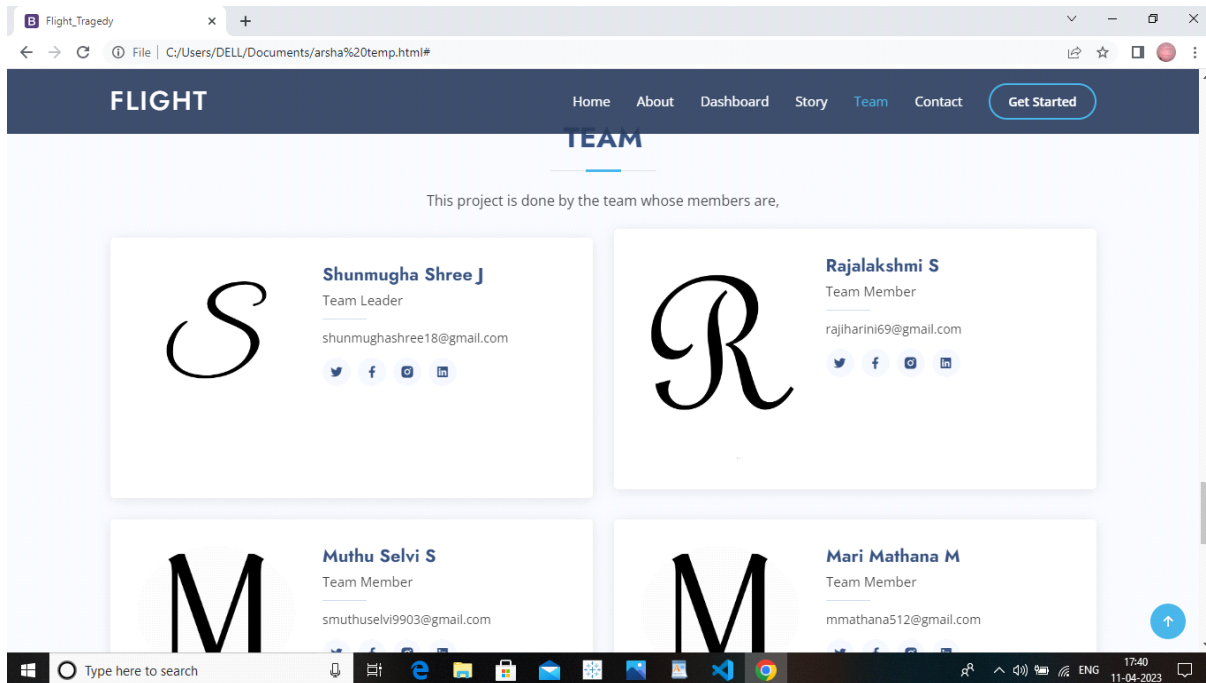 Flight_Tragedy
File | C:/Users/DELL/Documents/arsha%20temp.html#
FLIGHT
Home About Dashboard Story Team Contact Get Started
TEAM
This project is done by the team whose members are,
S
Shunmugha Shree J
Team Leader
shunmughashree18@gmail.com
R
Rajalakshmi S
Team Member
rajiharini69@gmail.com
M
Muthu Selvi S
Team Member
smuthuselvi9903@gmail.com
M
Mari Mathana M
Team Member
mmathana512@gmail.com
Type here to search
ENG
17:40
11-04-2023